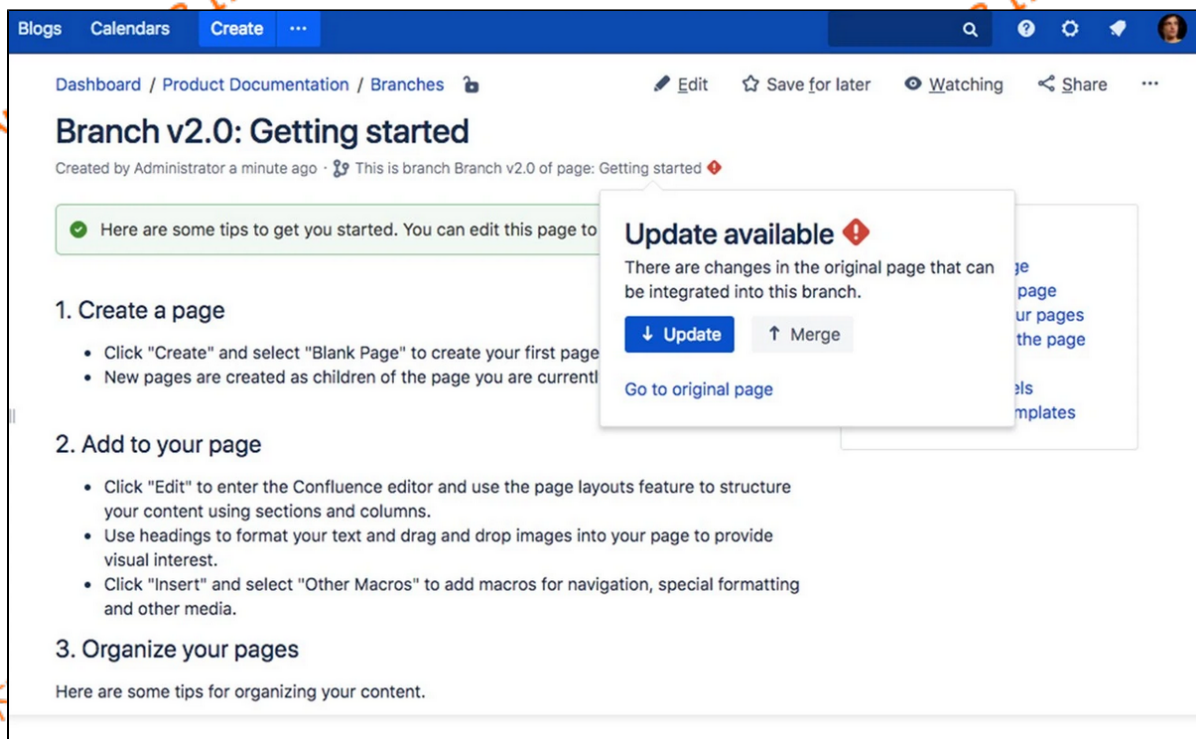 Blogs Calendars Create ...
Dashboard / Product Documentation / Branches
Edit Save for later Watching Share ...
Branch v2.0: Getting started
Created by Administrator a minute ago · This is branch Branch v2.0 of page: Getting started
Here are some tips to get you started. You can edit this page to
Update available
There are changes in the original page that can
be integrated into this branch.
Update Merge
Go to original page
page
ur pages
the page
1. Create a page
• Click "Create" and select "Blank Page" to create your first page
• New pages are created as children of the page you are currentl
2. Add to your page
• Click "Edit" to enter the Confluence editor and use the page layouts feature to structure
your content using sections and columns.
• Use headings to format your text and drag and drop images into your page to provide
visual interest.
• Click "Insert" and select "Other Macros" to add macros for navigation, special formatting
and other media.
3. Organize your pages
Here are some tips for organizing your content.